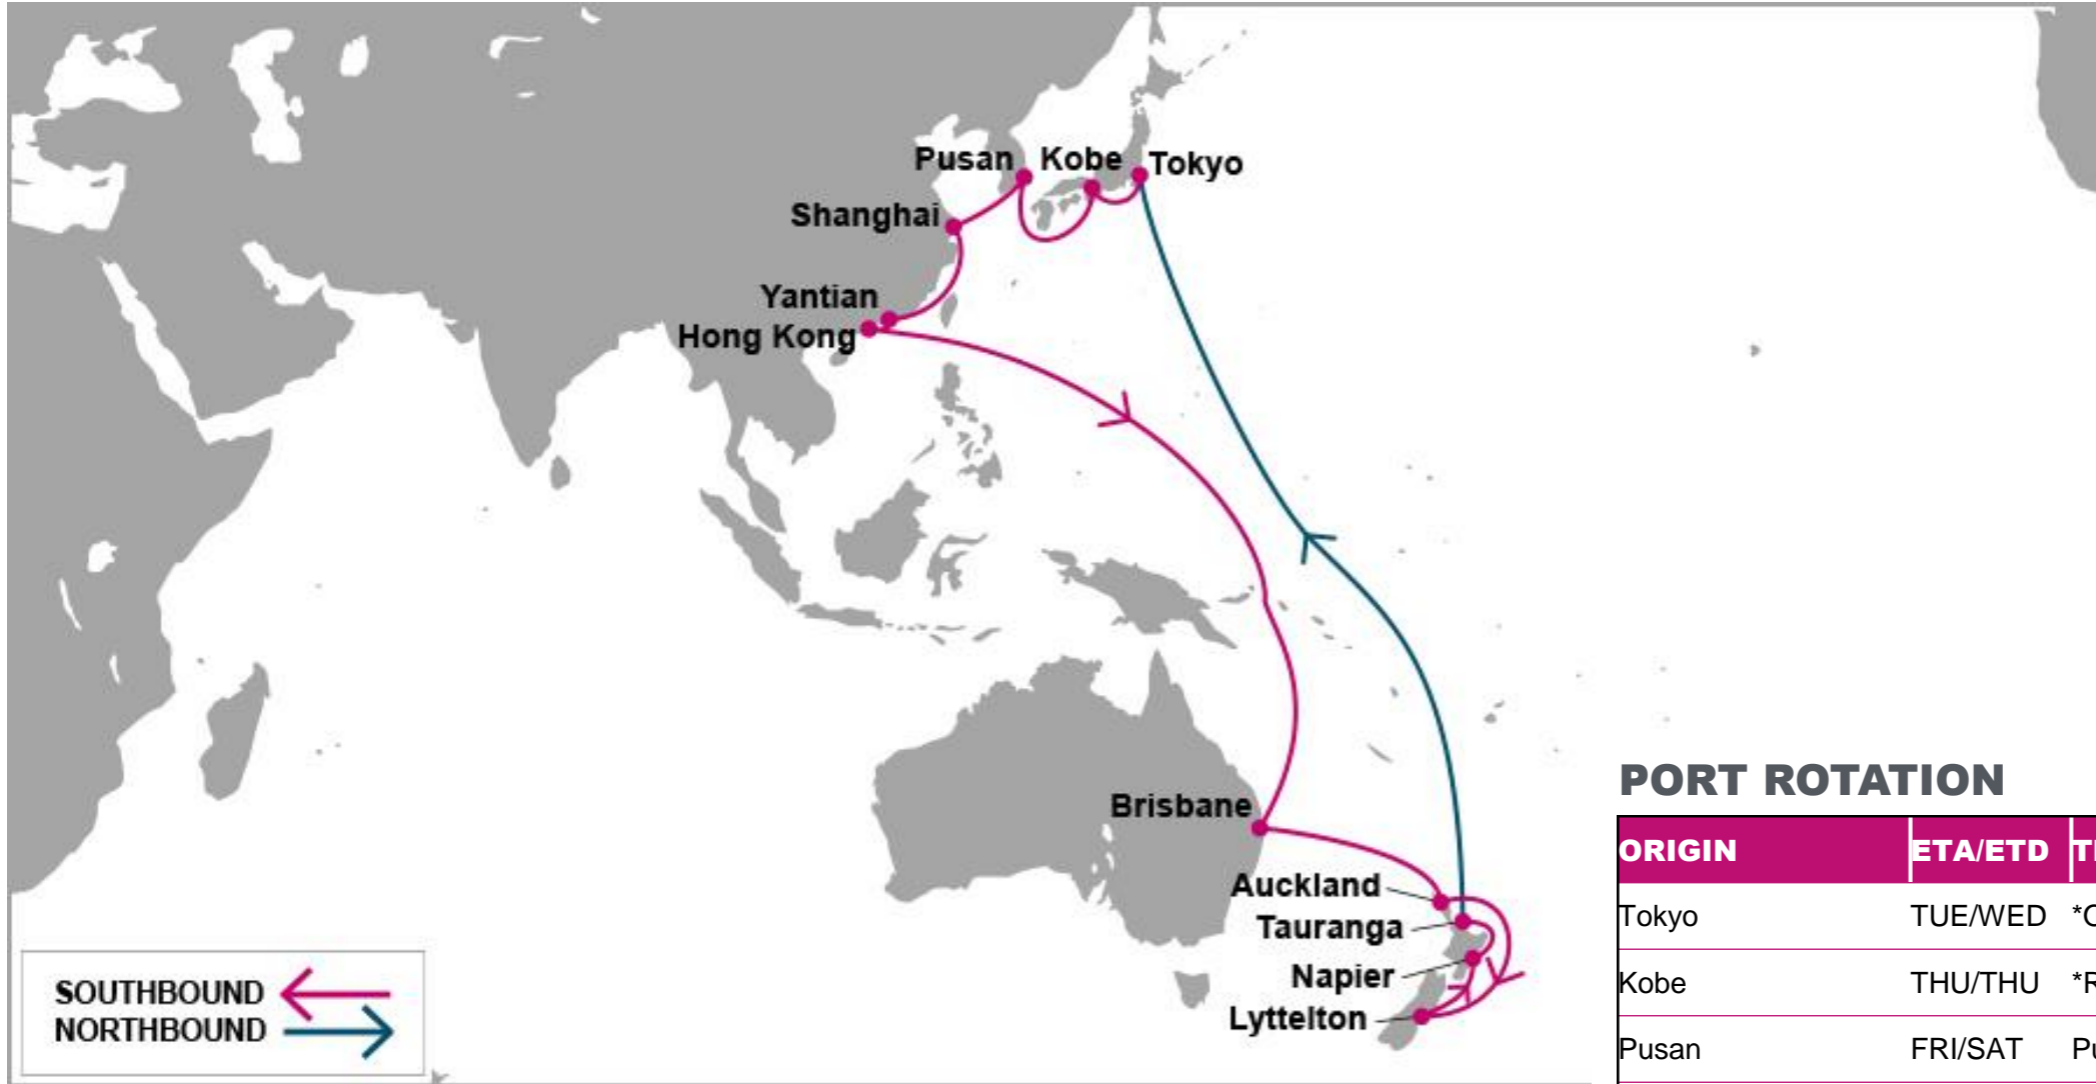 Pusan
Kobe
Tokyo
Shanghai
Yantian
Hong Kong
Brisbane
Auckland
Tauranga
Napier
Lyttelton
SOUTHBOUND
NORTHBOUND
PORT ROTATION
ORIGIN ETA/ETD
Tokyo TUE/WED
Kobe THU/THU
Pusan FRI/SAT